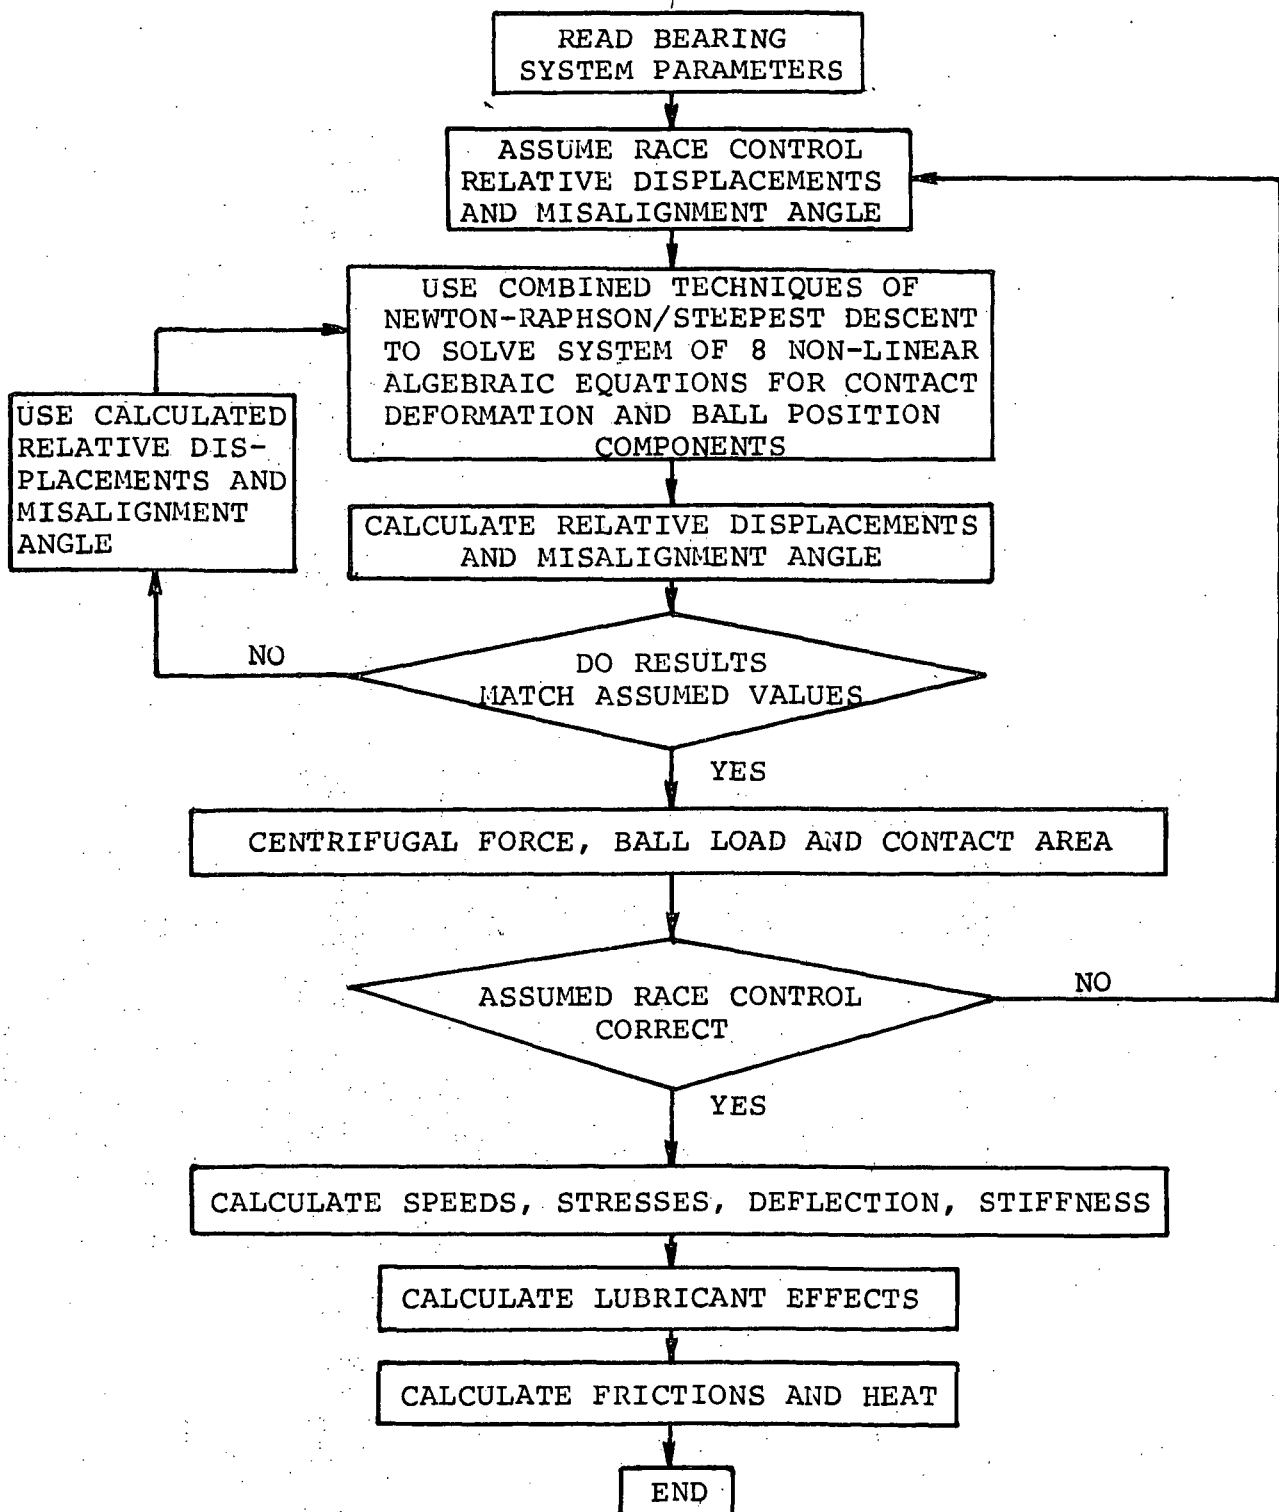 READ BEARING
SYSTEM PARAMETERS
ASSUME RACE CONTROL
RELATIVE DISPLACEMENTS
AND MISALIGNMENT ANGLE
USE COMBINED TECHNIQUES OF
NEWTON-RAPHSON/STEEPEST DESCENT
TO SOLVE SYSTEM OF 8 NON-LINEAR
ALGEBRAIC EQUATIONS FOR CONTACT
DEFORMATION AND BALL POSITION
COMPONENTS
USE CALCULATED
RELATIVE DIS-
PLACEMENTS AND
MISALIGNMENT
ANGLE
CALCULATE RELATIVE DISPLACEMENTS
AND MISALIGNMENT ANGLE
NO
DO RESULTS
MATCH ASSUMED VALUES
YES
CENTRIFUGAL FORCE, BALL LOAD AND CONTACT AREA
ASSUMED RACE CONTROL
CORRECT
NO
YES
CALCULATE SPEEDS, STRESSES, DEFLECTION, STIFFNESS
CALCULATE LUBRICANT EFFECTS
CALCULATE FRICTIONS AND HEAT
END